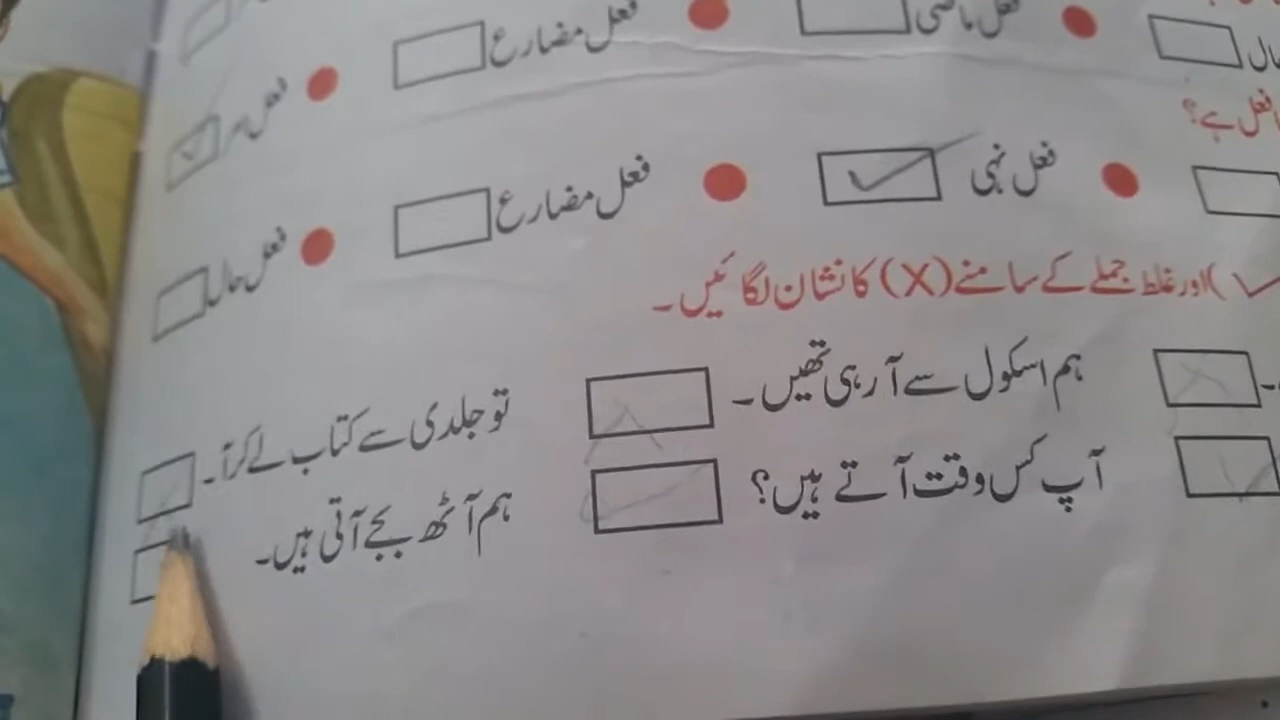 حال فعل ماضی فعل مضارع
فعل ہے؟
فعل نہی فعل مضارع فعل حال
اور غلط جملے کے سامنے (X) کا نشان لگائیں۔
ہم اسکول سے آ رہی تھیں۔ تو جلدی سے کتاب لے کر آ۔
آپ کس وقت آتے ہیں؟ ہم آٹھ بجے آتی ہیں۔